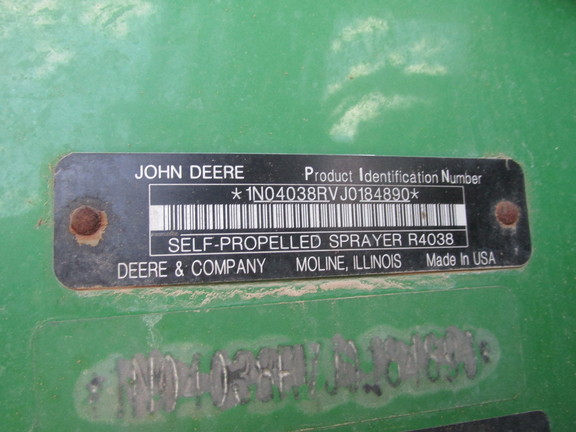 JOHN DEERE Product Identification Number
*1N04038RVJ0184890*
SELF-PROPELLED SPRAYER R4038
DEERE & COMPANY MOLINE, ILLINOIS Made In USA